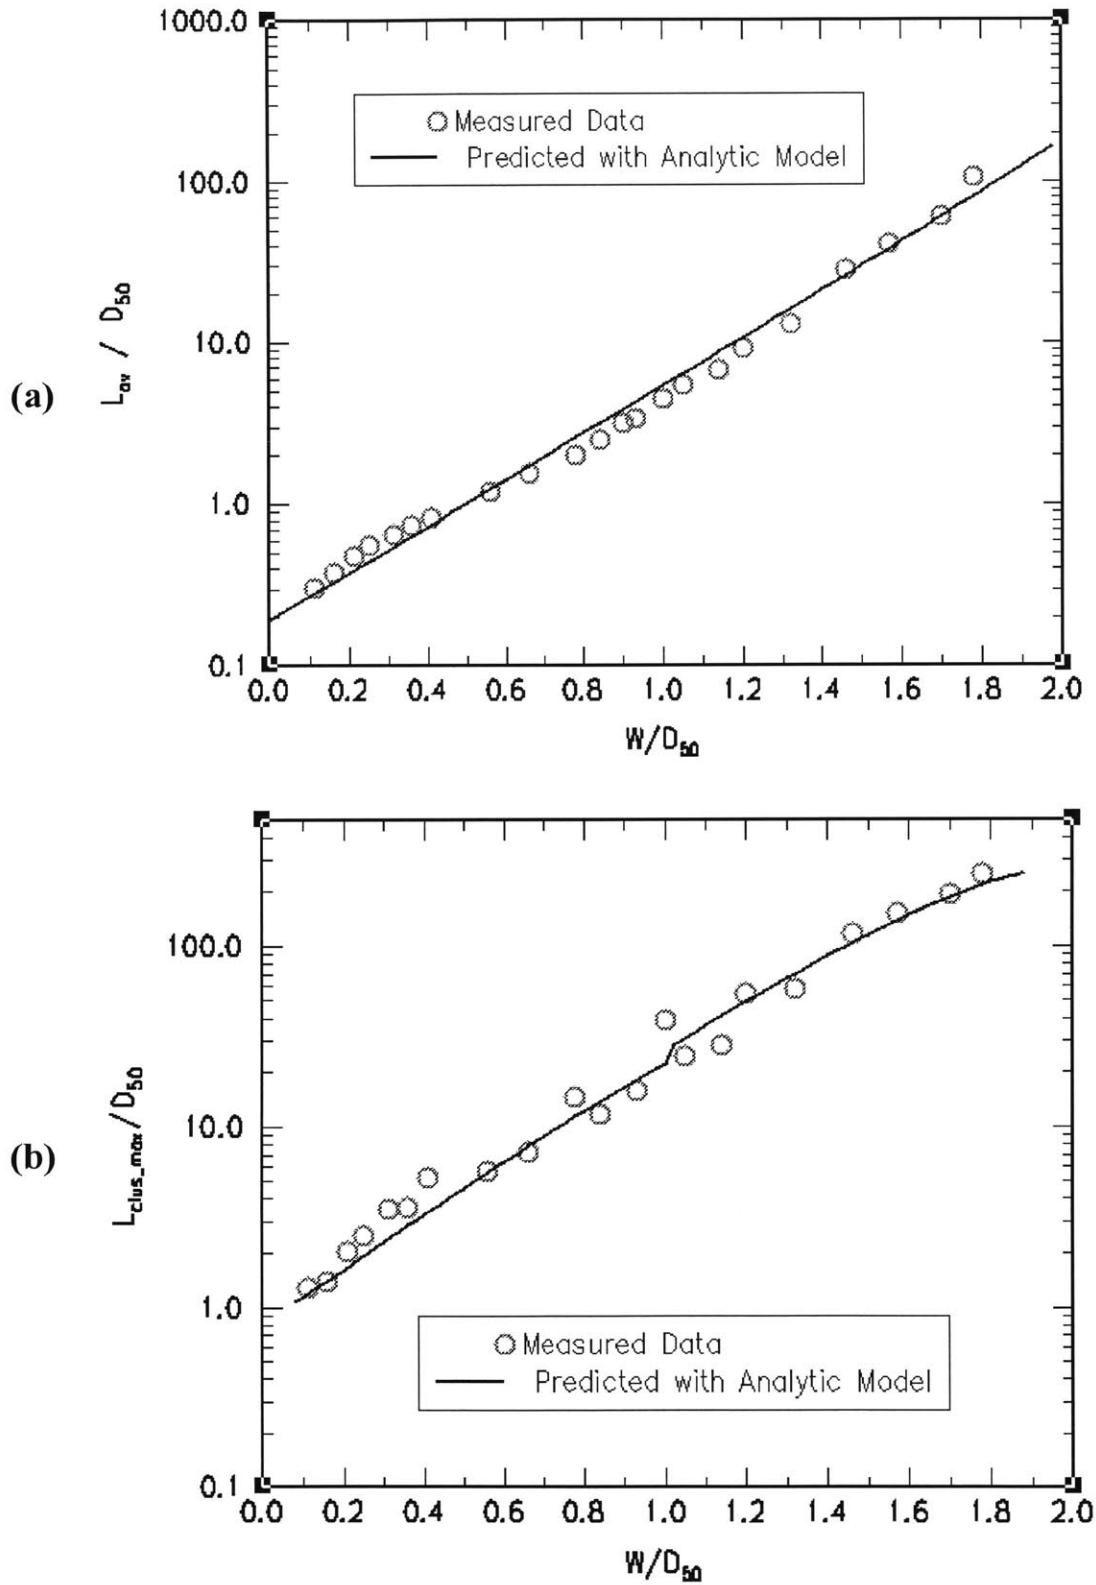 1000.0
Measured Data
Predicted with Analytic Model
100.0
10.0
1.0
0.1
L_av / D_50
(a)
0.0 0.2 0.4 0.6 0.8 1.0 1.2 1.4 1.6 1.8 2.0
W/D_50
100.0
10.0
1.0
0.1
L_clus_max/D_50
(b)
Measured Data
Predicted with Analytic Model
0.0 0.2 0.4 0.6 0.8 1.0 1.2 1.4 1.6 1.8 2.0
W/D_50